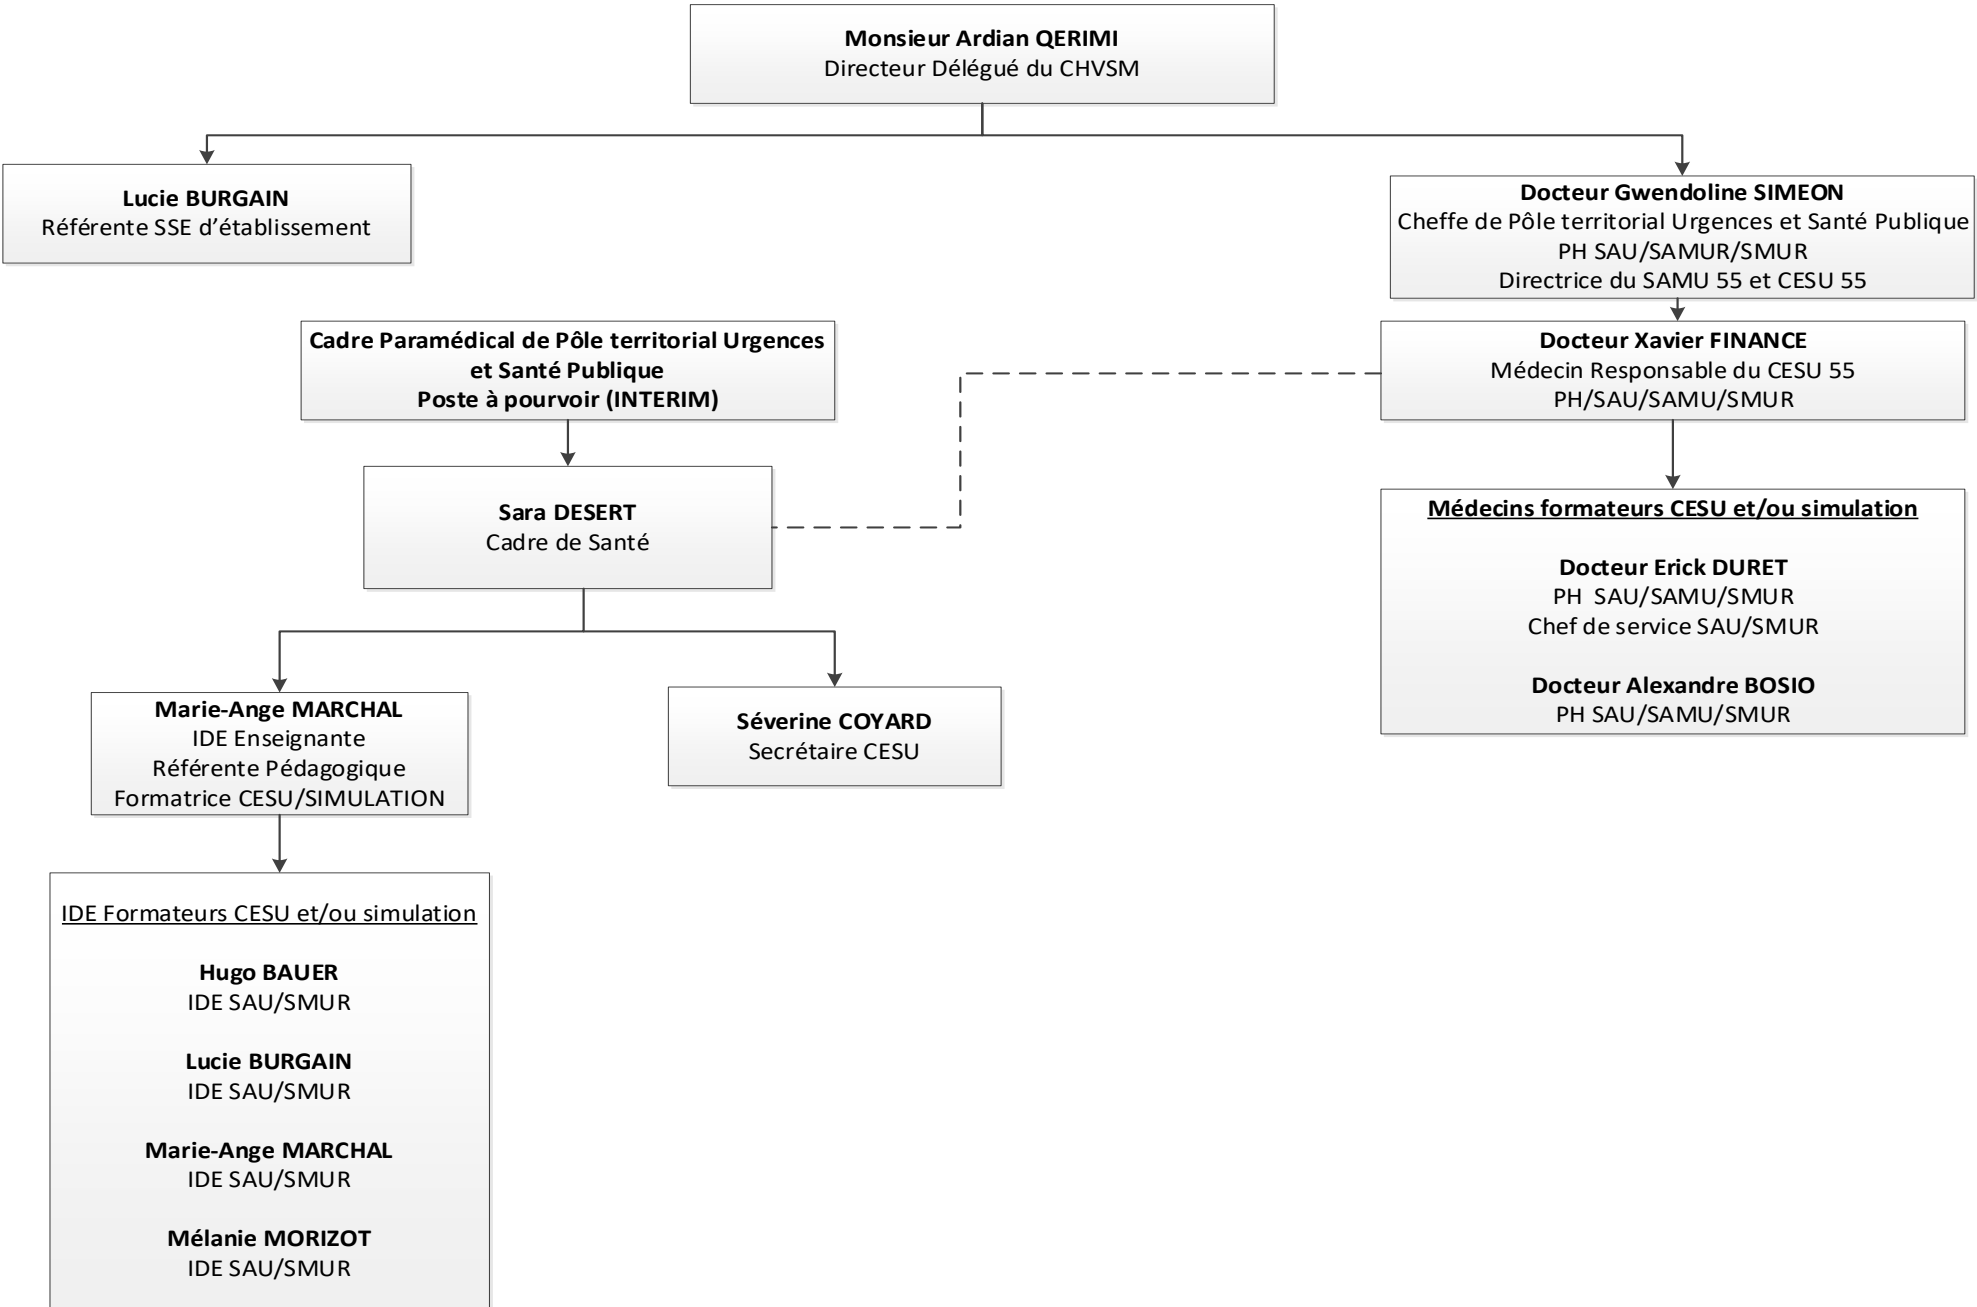 Monsieur Ardian QERIMI
Directeur Délégué du CHVSM
Lucie BURGAIN
Référente SSE d’établissement
Docteur Gwendoline SIMEON
Cheffe de Pôle territorial Urgences et Santé Publique
PH SAU/SAMUR/SMUR
Directrice du SAMU 55 et CESU 55
Cadre Paramédical de Pôle territorial Urgences
et Santé Publique
Poste à pourvoir (INTERIM)
Docteur Xavier FINANCE
Médecin Responsable du CESU 55
PH/SAU/SAMU/SMUR
Sara DESERT
Cadre de Santé
Médecins formateurs CESU et/ou simulation
Docteur Erick DURET
PH  SAU/SAMU/SMUR
Chef de service SAU/SMUR
Docteur Alexandre BOSIO
PH SAU/SAMU/SMUR
Marie-Ange MARCHAL
IDE Enseignante
Référente Pédagogique
Formatrice CESU/SIMULATION
Séverine COYARD
Secrétaire CESU
IDE Formateurs CESU et/ou simulation
Hugo BAUER
IDE SAU/SMUR
Lucie BURGAIN
IDE SAU/SMUR
Marie-Ange MARCHAL
IDE SAU/SMUR
Mélanie MORIZOT
IDE SAU/SMUR